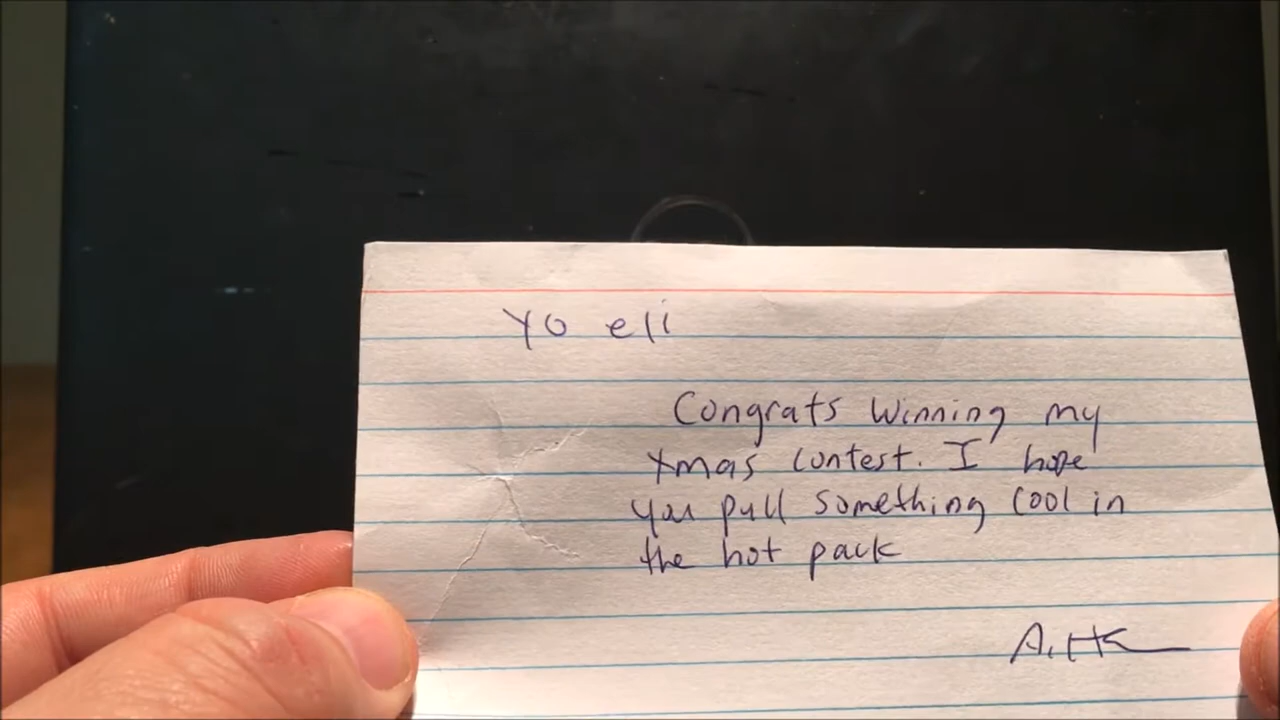 Yo eli
Congrats winning my
Xmas contest. I hope
you pull something cool in
the hot pack